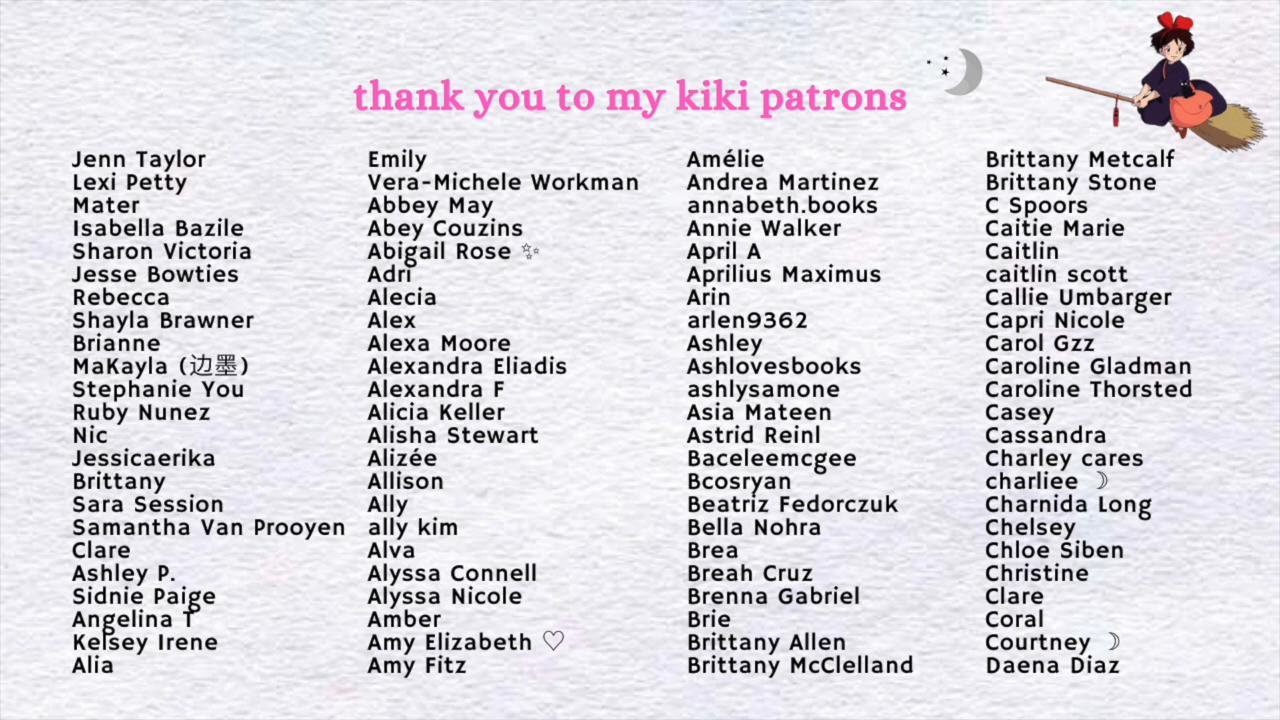 thank you to my kiki patrons
Jenn Taylor
Lexi Petty
Mater
Isabella Bazile
Sharon Victoria
Jesse Bowties
Rebecca
Shayla Brawner
Brianne
MaKayla (边墨)
Stephanie You
Ruby Nunez
Nic
Jessicaerika
Brittany
Sara Session
Samantha Van Prooyen
Clare
Ashley P.
Sidnie Paige
Angelina T
Kelsey Irene
Alia
Emily
Vera-Michele Workman
Abbey May
Abey Couzins
Abigail Rose ✨
Adri
Alecia
Alex
Alexa Moore
Alexandra Eliadis
Alexandra F
Alicia Keller
Alisha Stewart
Alizée
Allison
Ally
ally kim
Alva
Alyssa Connell
Alyssa Nicole
Amber
Amy Elizabeth ♡
Amy Fitz
Amélie
Andrea Martinez
annabeth.books
Annie Walker
April A
Aprilius Maximus
Arin
arlen9362
Ashley
Ashlovesbooks
ashlysamone
Asia Mateen
Astrid Reinl
Baceleemcgee
Bcosryan
Beatriz Fedorczuk
Bella Nohra
Brea
Breah Cruz
Brenna Gabriel
Brie
Brittany Allen
Brittany McClelland
Brittany Metcalf
Brittany Stone
C Spoors
Caitie Marie
Caitlin
caitlin scott
Callie Umbarger
Capri Nicole
Carol Gzz
Caroline Gladman
Caroline Thorsted
Casey
Cassandra
Charley cares
charliee ☽
Charnida Long
Chelsey
Chloe Siben
Christine
Clare
Coral
Courtney ☽
Daena Diaz